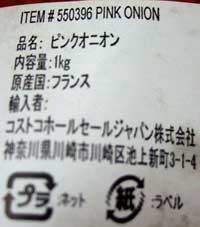 ITEM # 550396 PINK ONION
品名: ピンクオニオン
内容量:1kg
原産国:フランス
輸入者:
コストコホールセールジャパン株式会社
神奈川県川崎市川崎区池上新町3-1-4
プラ :ネット 紙 :ラベル